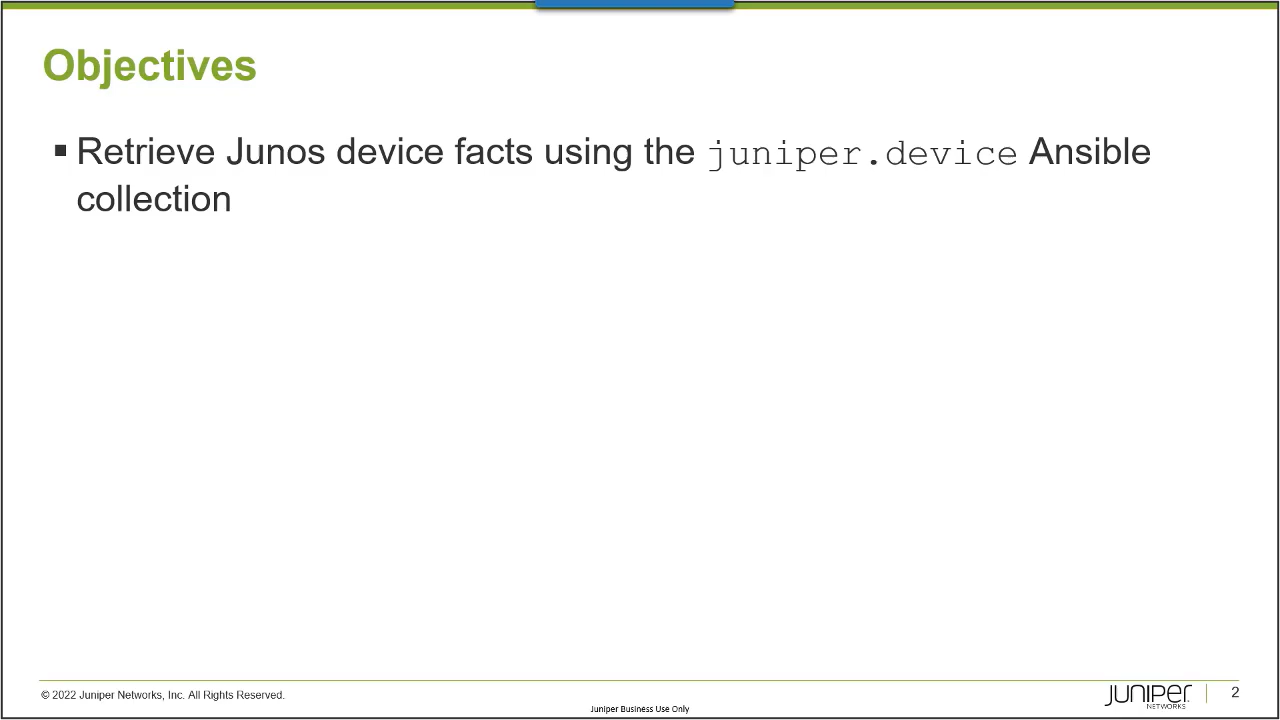 Objectives
▪ Retrieve Junos device facts using the juniper.device Ansible
collection
© 2022 Juniper Networks, Inc. All Rights Reserved.
Juniper Business Use Only
JUNIPER
NETWORKS
2